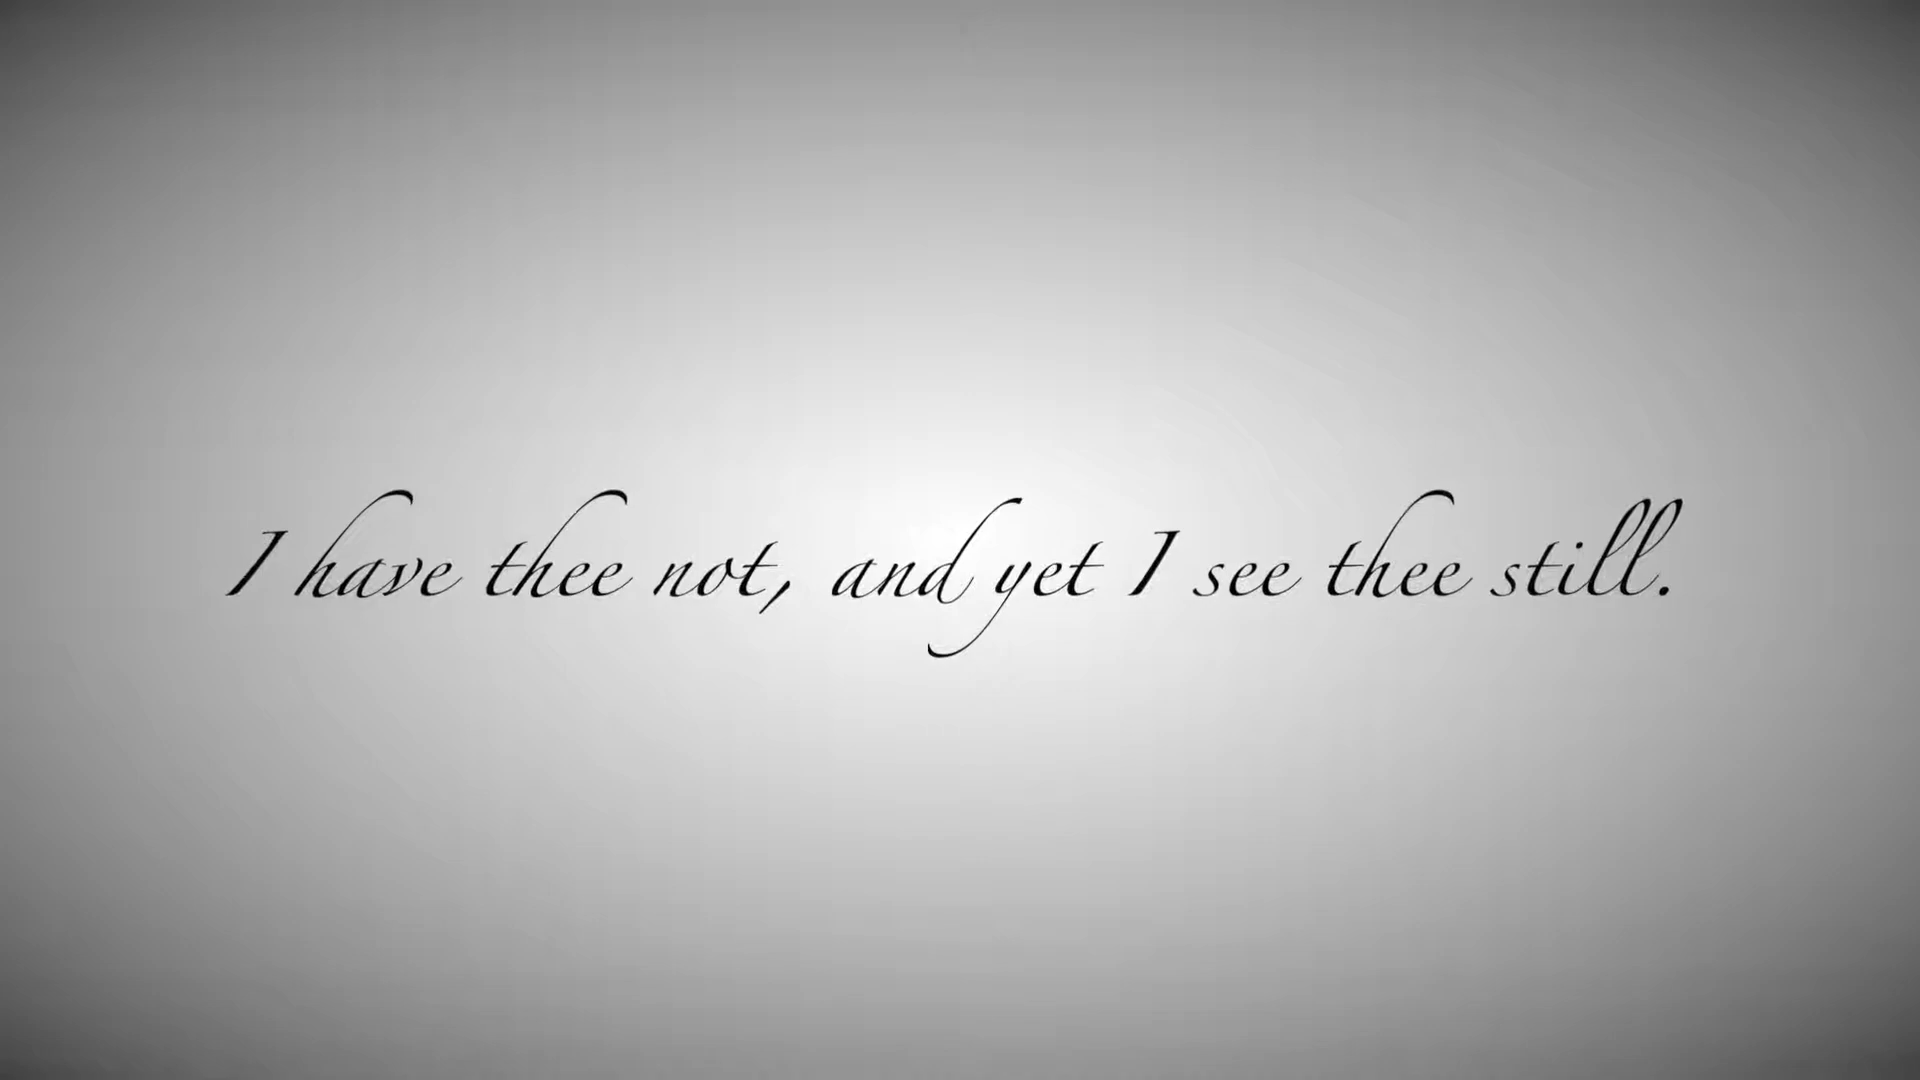 I have thee not, and yet I see thee still.